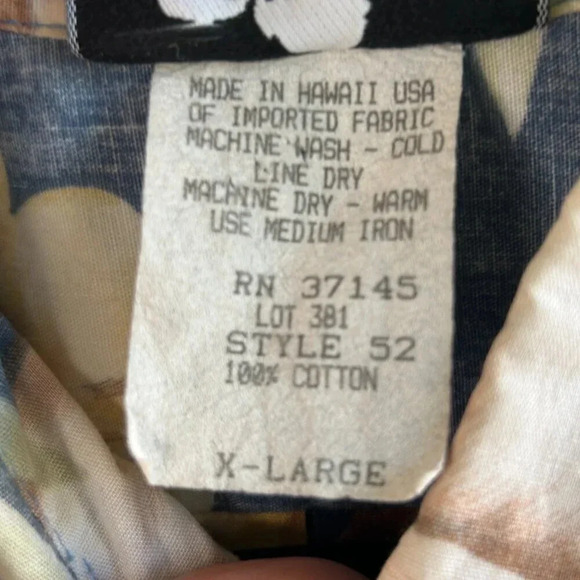 MADE IN HAWAII USA
OF IMPORTED FABRIC
MACHINE WASH - COLD
LINE DRY
MACHINE DRY - WARM
USE MEDIUM IRON
RN 37145
LOT 381
STYLE 52
100% COTTON
X-LARGE